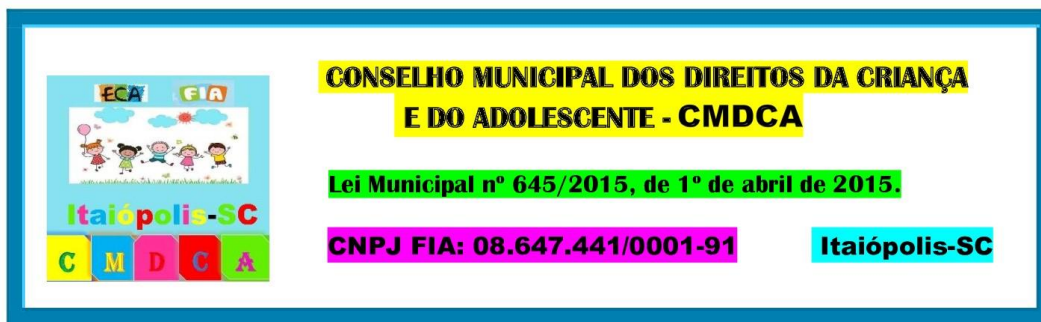 ECA FIA
Itaiópolis-SC
C M D C A
CONSELHO MUNICIPAL DOS DIREITOS DA CRIANÇA
E DO ADOLESCENTE - CMDCA
Lei Municipal nº 645/2015, de 1º de abril de 2015.
CNPJ FIA: 08.647.441/0001-91 Itaiópolis-SC